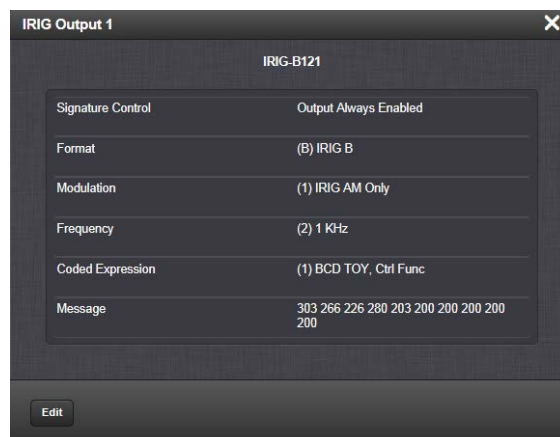 IRIG Output 1
IRIG-B121
Signature Control Output Always Enabled
Format (B) IRIG B
Modulation (1) IRIG AM Only
Frequency (2) 1 KHz
Coded Expression (1) BCD TOY, Ctrl Func
Message 303 266 226 280 203 200 200 200 200
200
Edit